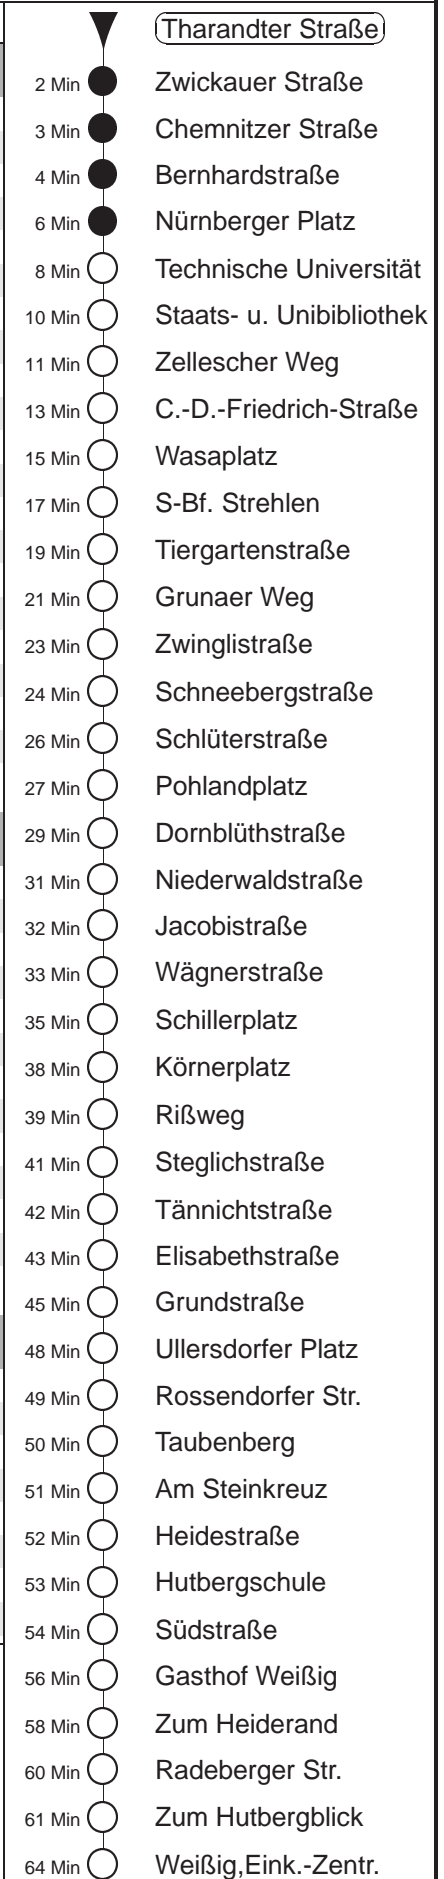 Tharandter Straße
2 Min Zwickauer Straße
3 Min Chemnitzer Straße
4 Min Bernhardstraße
6 Min Nürnberger Platz
8 Min Technische Universität
10 Min Staats- u. Unibibliothek
11 Min Zellescher Weg
13 Min C.-D.-Friedrich-Straße
15 Min Wasaplatz
17 Min S-Bf. Strehlen
19 Min Tiergartenstraße
21 Min Grunaer Weg
23 Min Zwinglistraße
24 Min Schneebergstraße
26 Min Schlüterstraße
27 Min Pohlandplatz
29 Min Dornblüthstraße
31 Min Niederwaldstraße
32 Min Jacobistraße
33 Min Wägnerstraße
35 Min Schillerplatz
38 Min Körnerplatz
39 Min Rißweg
41 Min Steglichstraße
42 Min Tännichtstraße
43 Min Elisabethstraße
45 Min Grundstraße
48 Min Ullersdorfer Platz
49 Min Rossendorfer Str.
50 Min Taubenberg
51 Min Am Steinkreuz
52 Min Heidestraße
53 Min Hutbergschule
54 Min Südstraße
56 Min Gasthof Weißig
58 Min Zum Heiderand
60 Min Radeberger Str.
61 Min Zum Hutbergblick
64 Min Weißig,Eink.-Zentr.